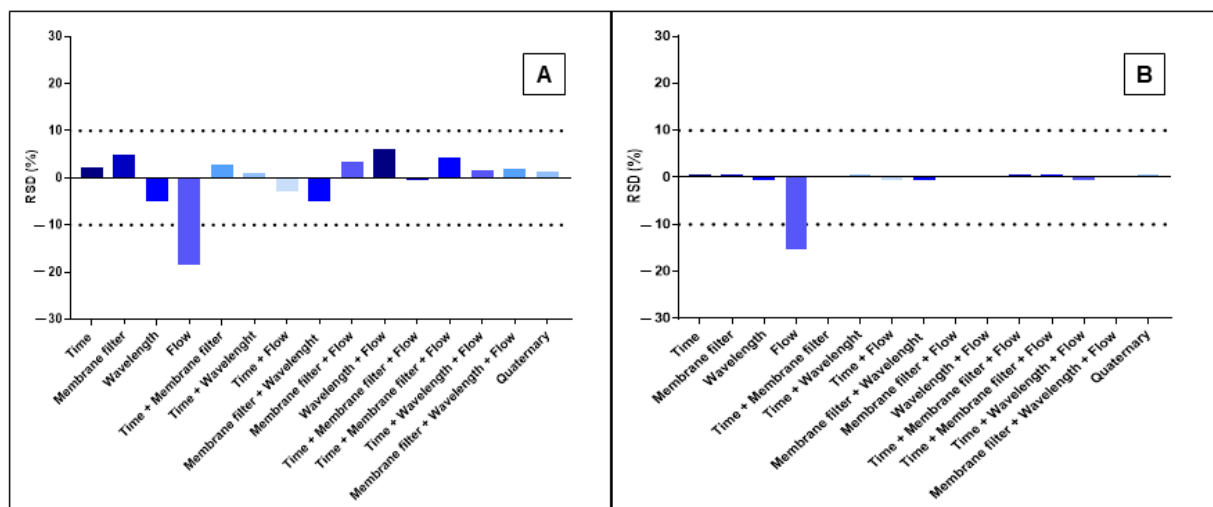 A
30
20
10
0
−10
−20
−30
RSD (%)
Time
Membrane filter
Wavelength
Flow
Time + Membrane filter
Time + Wavelenght
Time + Flow
Membrane filter + Wavelenght
Membrane filter + Flow
Wavelength + Flow
Time + Membrane filter + Flow
Time + Membrane filter + Flow
Time + Wavelength + Flow
Membrane filter + Wavelength + Flow
Quaternary
B
30
20
10
0
−10
−20
−30
RSD (%)
Time
Membrane filter
Wavelength
Flow
Time + Membrane filter
Time + Wavelenght
Time + Flow
Membrane filter + Wavelenght
Membrane filter + Flow
Wavelength + Flow
Time + Membrane filter + Flow
Time + Membrane filter + Flow
Time + Wavelength + Flow
Membrane filter + Wavelength + Flow
Quaternary